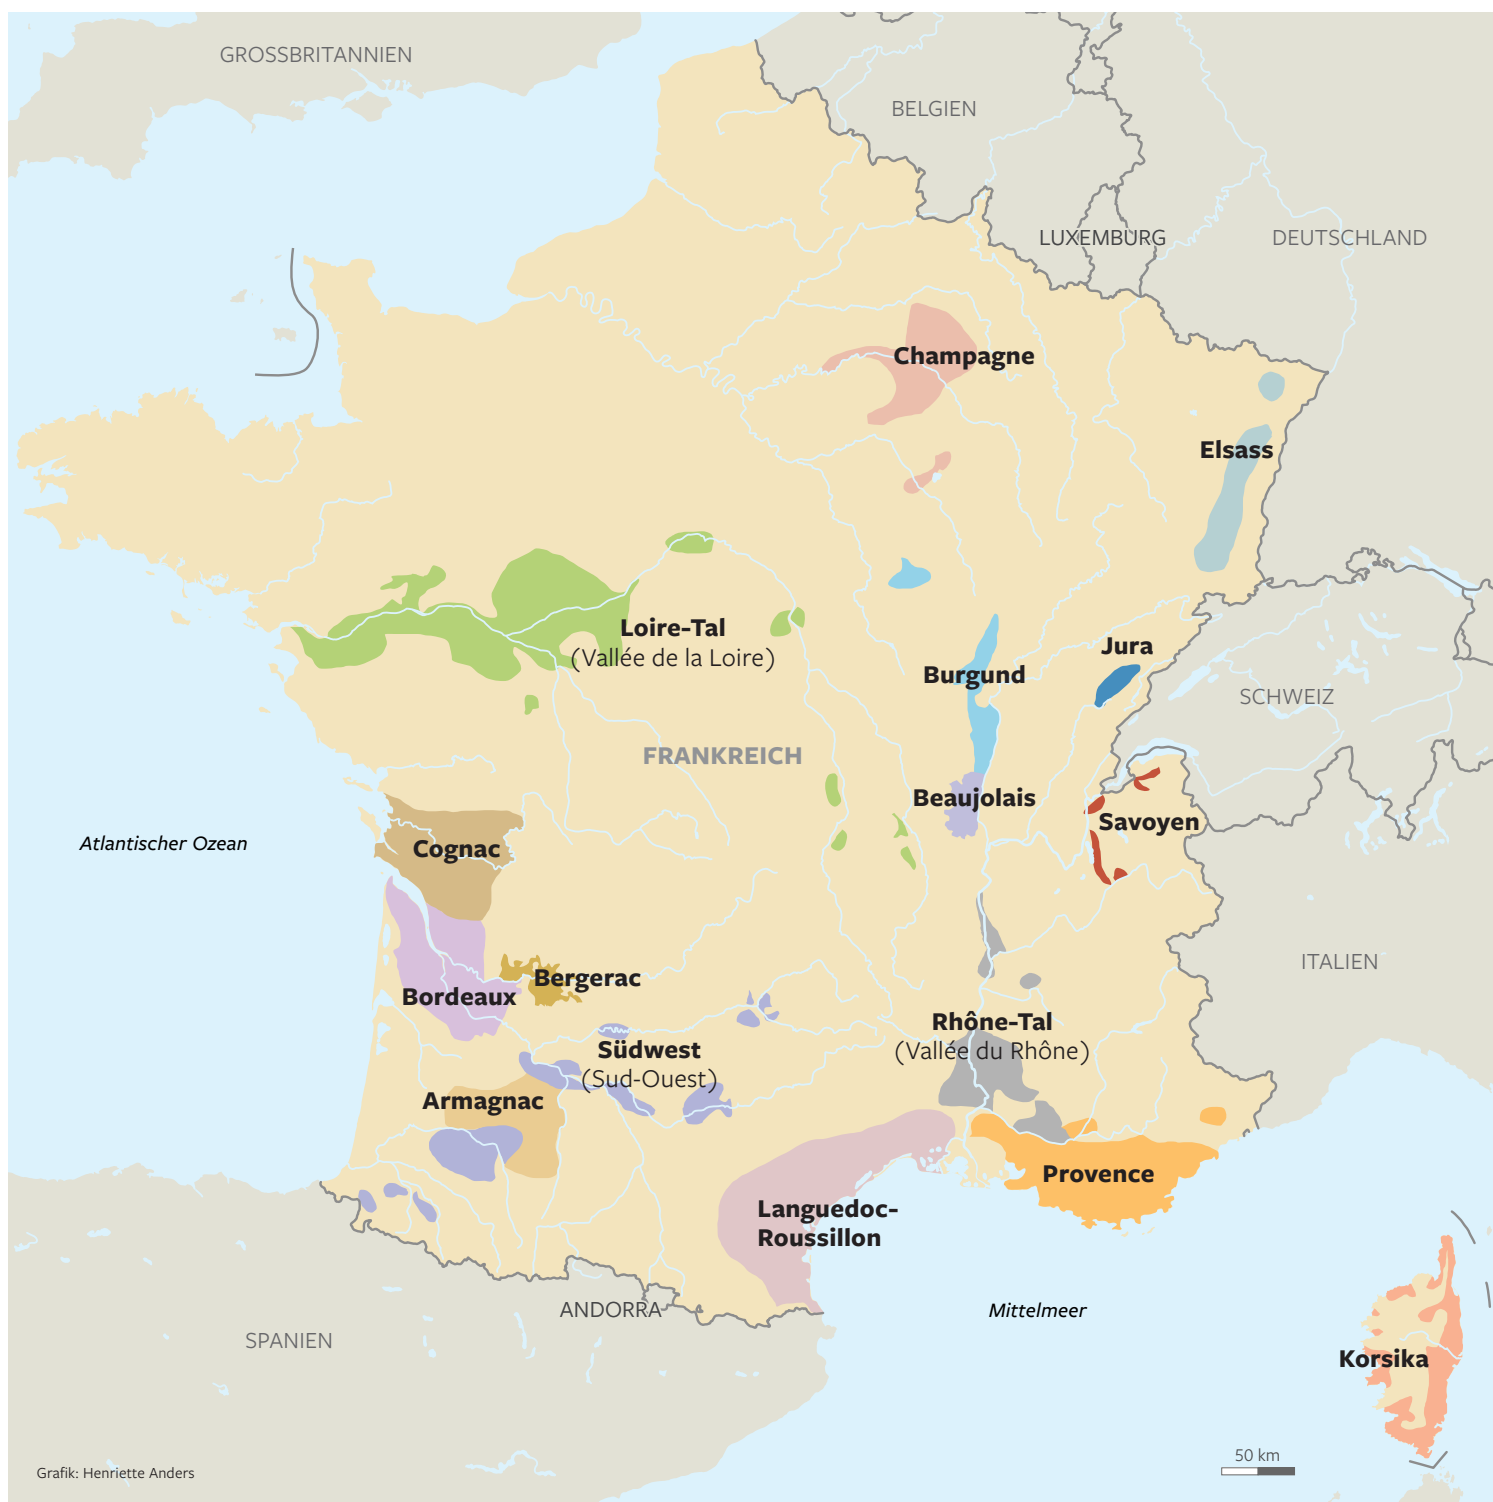 GROSSBRITANNIEN
BELGIEN
LUXEMBURG
DEUTSCHLAND
Champagne
Elsass
Loire-Tal
(Vallée de la Loire)
Burgund
Jura
SCHWEIZ
FRANKREICH
Beaujolais
Savoyen
Atlantischer Ozean
Cognac
ITALIEN
Bergerac
Bordeaux
Rhône-Tal
(Vallée du Rhône)
Südwest
(Sud-Ouest)
Armagnac
Provence
Languedoc-
Roussillon
ANDORRA
Mittelmeer
SPANIEN
Korsika
50 km
Grafik: Henriette Anders